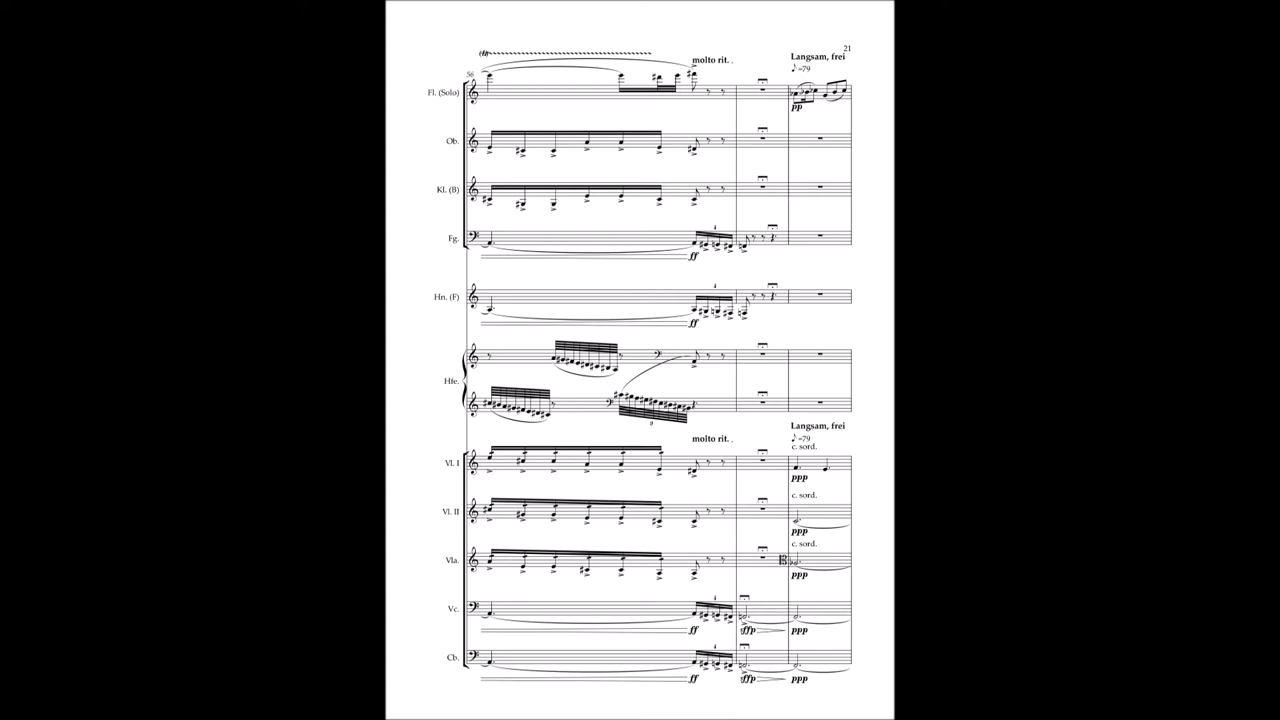 21
(tr)
molto rit.
Langsam, frei
♪=79
56
Fl. (Solo)
pp
Ob.
Kl. (B)
4
Fg.
ff
4
Hn. (F)
ff
Hfe.
9
Langsam, frei
molto rit.
♪=79
c. sord.
Vl. I
ppp
c. sord.
Vl. II
ppp
c. sord.
Vla.
ppp
4
Vc.
ff
ffp
ppp
4
Cb.
ff
ffp
ppp